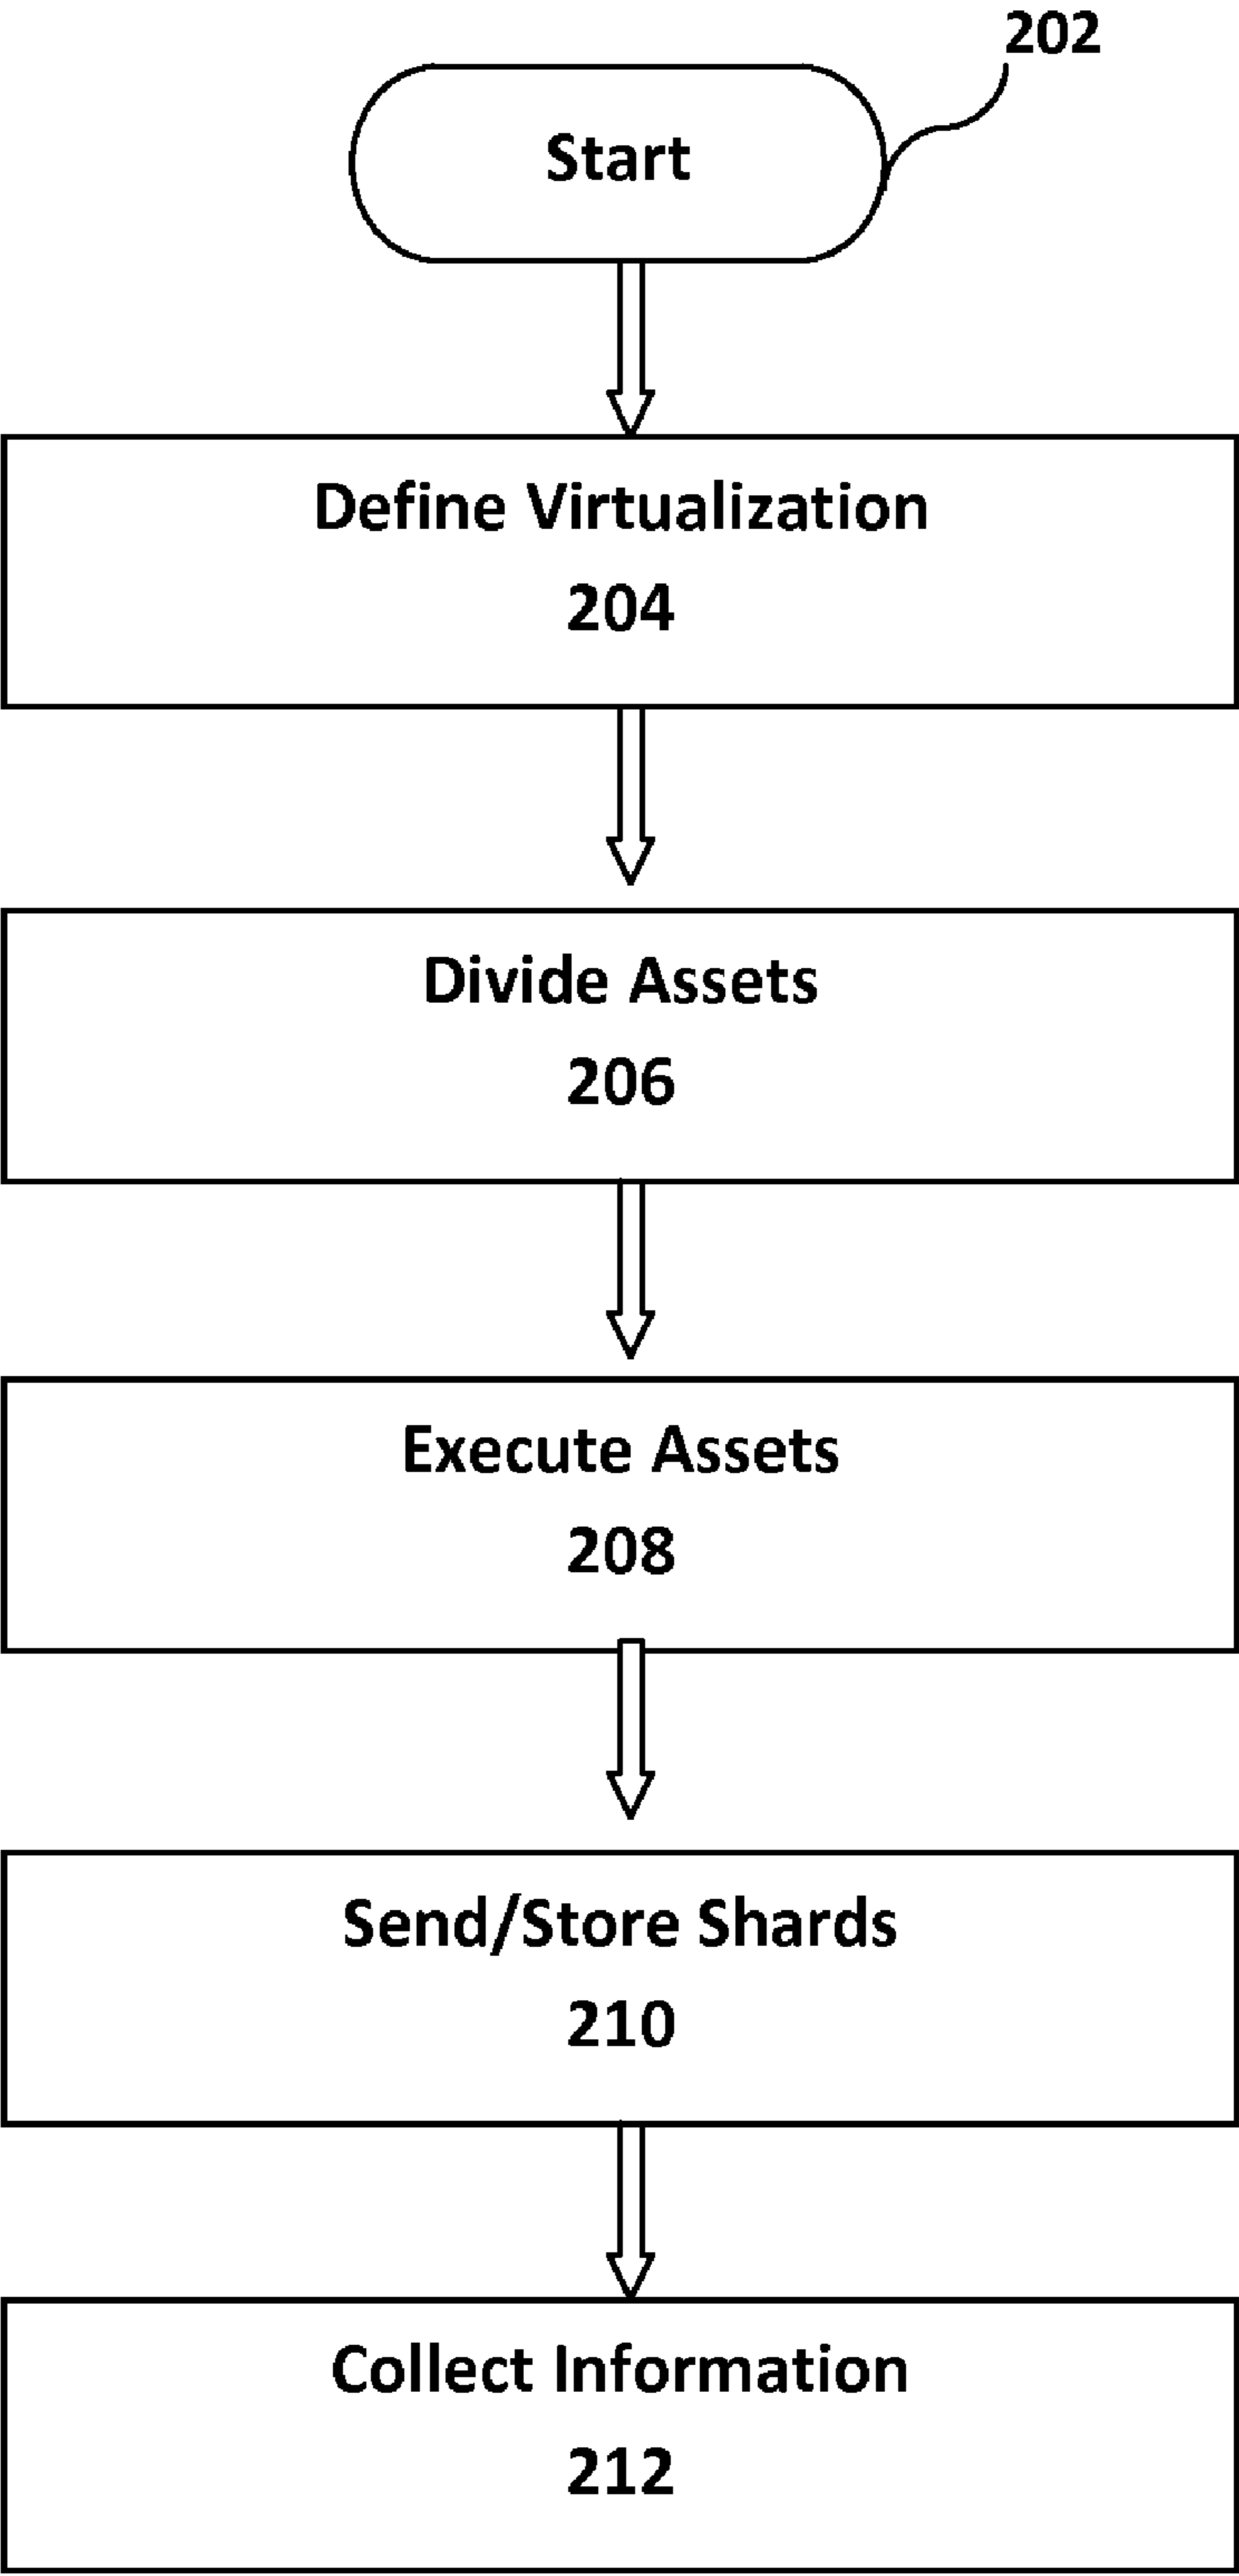 202
Start
Define Virtualization
204
Divide Assets
206
Execute Assets
208
Send/Store Shards
210
Collect Information
212